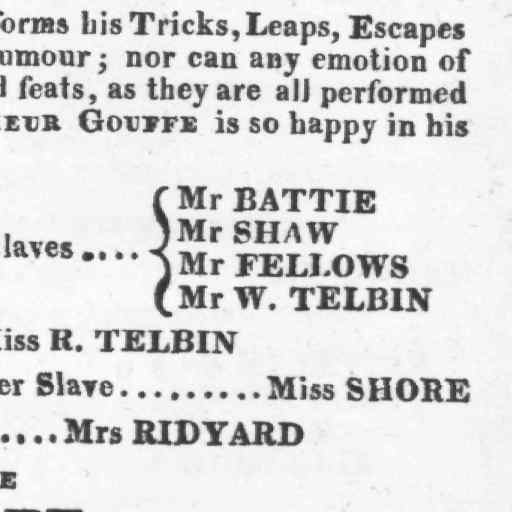 forms his Tricks, Leaps, Escapes
umour; nor can any emotion of
feats, as they are all performed
EUR GOUFFE is so happy in his
Mr BATTIE
Mr SHAW
laves ....
Mr FELLOWS
Mr W. TELBIN
iss R. TELBIN
er Slave.........Miss SHORE
....Mrs RIDYARD
E